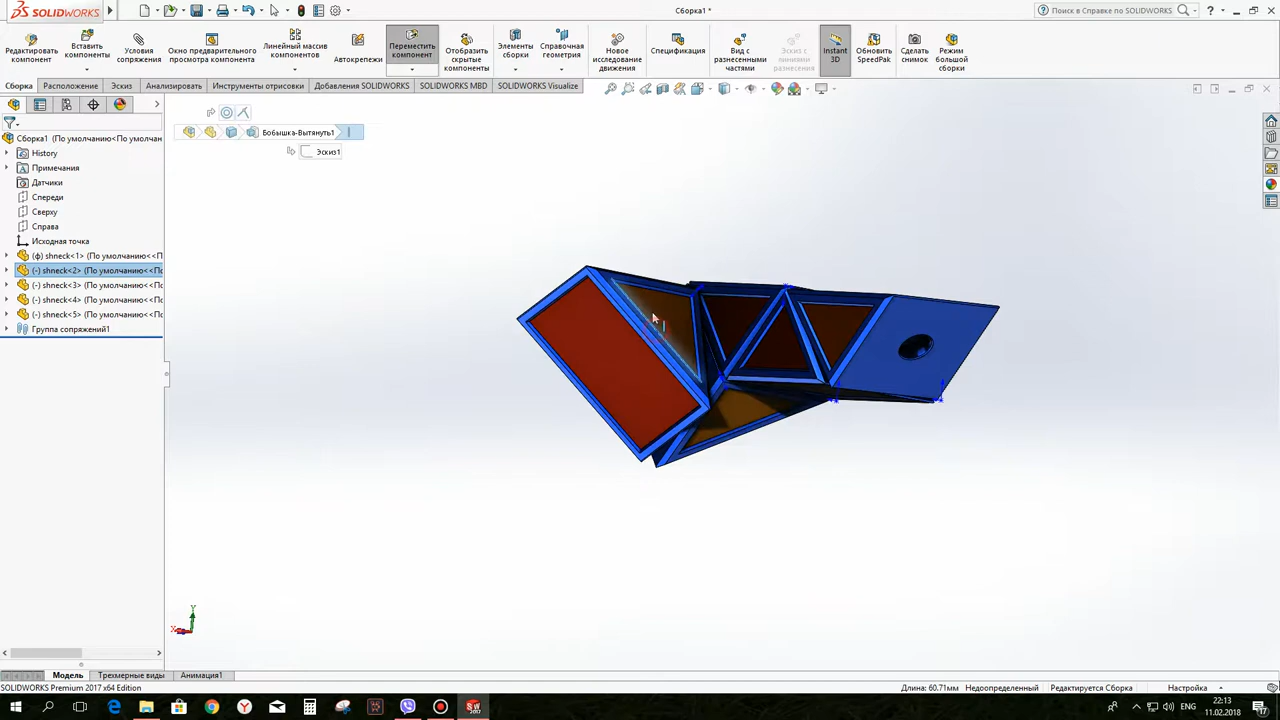 SOLIDWORKS
Сборка1 *
Поиск в Справке SOLIDWORKS
Редактировать компонент
Вставить компоненты
Условия сопряжения
Окно предварительного просмотра компонента
Линейный массив компонентов
Автокрепежи
Переместить компонент
Отобразить скрытые компоненты
Элементы сборки
Справочная геометрия
Новое исследование движения
Спецификация
Вид с разнесенными частями
Эскиз с линиями разнесения
Instant 3D
Обновить SpeedPak
Сделать снимок
Режим большой сборки
Сборка
Расположение
Эскиз
Анализировать
Инструменты отрисовки
Добавления SOLIDWORKS
SOLIDWORKS MBD
SOLIDWORKS Visualize
Бобышка-Вытянуть1
Эскиз1
Сборка1 (По умолчанию<По умолчан
History
Примечания
Датчики
Спереди
Сверху
Справа
Исходная точка
(ф) shneck<1> (По умолчанию<<По
(-) shneck<2> (По умолчанию<<По
(-) shneck<3> (По умолчанию<<По
(-) shneck<4> (По умолчанию<<По
(-) shneck<5> (По умолчанию<<По
Группа сопряжений1
Y
X
Модель
Трехмерные виды
Анимация1
SOLIDWORKS Premium 2017 x64 Edition
Длина: 60.71мм
Недоопределенный
Редактируется Сборка
Настройка
ENG
22:13
11.02.2018